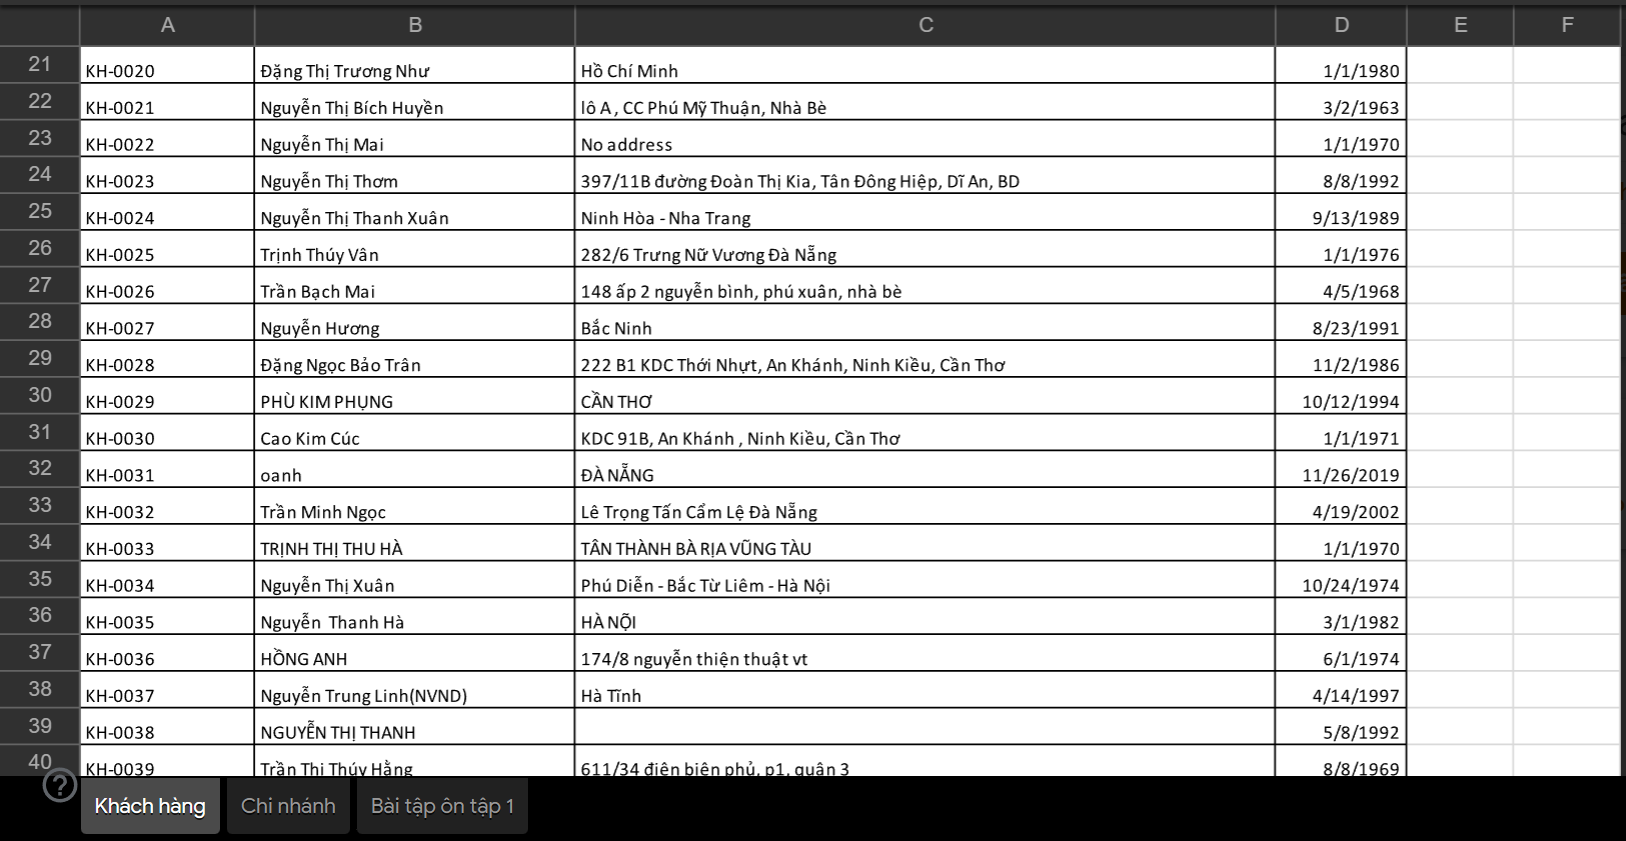 A B C D E F
21 KH-0020 Đặng Thị Trương Như Hồ Chí Minh 1/1/1980
22 KH-0021 Nguyễn Thị Bích Huyền lô A , CC Phú Mỹ Thuận, Nhà Bè 3/2/1963
23 KH-0022 Nguyễn Thị Mai No address 1/1/1970
24 KH-0023 Nguyễn Thị Thơm 397/11B đường Đoàn Thị Kia, Tân Đông Hiệp, Dĩ An, BD 8/8/1992
25 KH-0024 Nguyễn Thị Thanh Xuân Ninh Hòa - Nha Trang 9/13/1989
26 KH-0025 Trịnh Thúy Vân 282/6 Trưng Nữ Vương Đà Nẵng 1/1/1976
27 KH-0026 Trần Bạch Mai 148 ấp 2 nguyễn bình, phú xuân, nhà bè 4/5/1968
28 KH-0027 Nguyễn Hương Bắc Ninh 8/23/1991
29 KH-0028 Đặng Ngọc Bảo Trân 222 B1 KDC Thới Nhựt, An Khánh, Ninh Kiều, Cần Thơ 11/2/1986
30 KH-0029 PHÙ KIM PHỤNG CẦN THƠ 10/12/1994
31 KH-0030 Cao Kim Cúc KDC 91B, An Khánh , Ninh Kiều, Cần Thơ 1/1/1971
32 KH-0031 oanh ĐÀ NẴNG 11/26/2019
33 KH-0032 Trần Minh Ngọc Lê Trọng Tấn Cẩm Lệ Đà Nẵng 4/19/2002
34 KH-0033 TRỊNH THỊ THU HÀ TÂN THÀNH BÀ RỊA VŨNG TÀU 1/1/1970
35 KH-0034 Nguyễn Thị Xuân Phú Diễn - Bắc Từ Liêm - Hà Nội 10/24/1974
36 KH-0035 Nguyễn  Thanh Hà HÀ NỘI 3/1/1982
37 KH-0036 HỒNG ANH 174/8 nguyễn thiện thuật vt 6/1/1974
38 KH-0037 Nguyễn Trung Linh(NVND) Hà Tĩnh 4/14/1997
39 KH-0038 NGUYỄN THỊ THANH 5/8/1992
40 KH-0039 Trần Thị Thúy Hằng 611/34 điện biên phủ, p1, quận 3 8/8/1969
? Khách hàng Chi nhánh Bài tập ôn tập 1